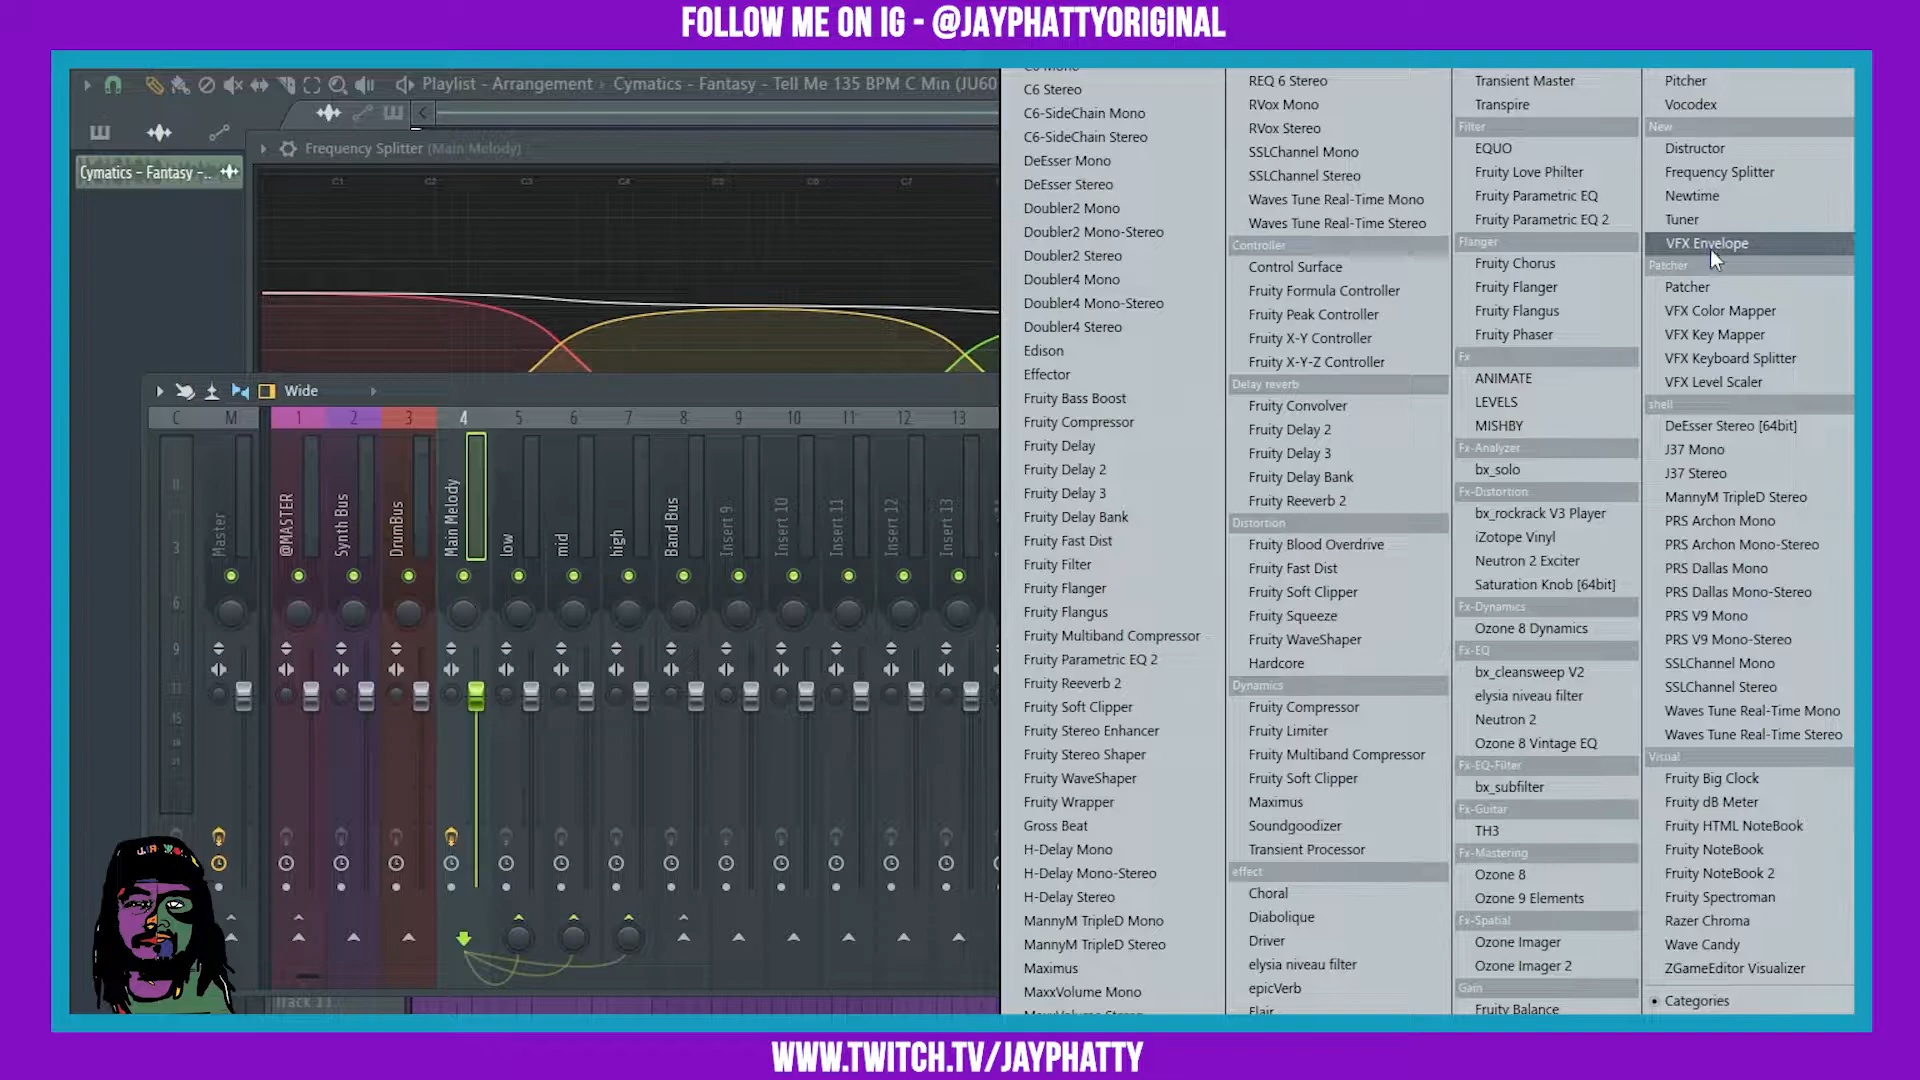 FOLLOW ME ON IG - @JAYPHATTYORIGINAL
Playlist - Arrangement › Cymatics - Fantasy - Tell Me 135 BPM C Min (JU60
Cymatics - Fantasy -..
Frequency Splitter (Main Melody)
C1 C2 C3 C4 C5 C6 C7
Wide
C M 1 2 3 4 5 6 7 8 9 10 11 12 13
Master
@MASTER
Synth Bus
DrumBus
Main Melody
low
mid
high
Band Bus
Insert 9
Insert 10
Insert 11
Insert 12
Insert 13
3
6
9
15
C6 Stereo
C6-SideChain Mono
C6-SideChain Stereo
DeEsser Mono
DeEsser Stereo
Doubler2 Mono
Doubler2 Mono-Stereo
Doubler2 Stereo
Doubler4 Mono
Doubler4 Mono-Stereo
Doubler4 Stereo
Edison
Effector
Fruity Bass Boost
Fruity Compressor
Fruity Delay
Fruity Delay 2
Fruity Delay 3
Fruity Delay Bank
Fruity Fast Dist
Fruity Filter
Fruity Flanger
Fruity Flangus
Fruity Multiband Compressor
Fruity Parametric EQ 2
Fruity Reeverb 2
Fruity Soft Clipper
Fruity Stereo Enhancer
Fruity Stereo Shaper
Fruity WaveShaper
Fruity Wrapper
Gross Beat
H-Delay Mono
H-Delay Mono-Stereo
H-Delay Stereo
MannyM TripleD Mono
MannyM TripleD Stereo
Maximus
MaxxVolume Mono
REQ 6 Stereo
RVox Mono
RVox Stereo
SSLChannel Mono
SSLChannel Stereo
Waves Tune Real-Time Mono
Waves Tune Real-Time Stereo
Controller
Control Surface
Fruity Formula Controller
Fruity Peak Controller
Fruity X-Y Controller
Fruity X-Y-Z Controller
Delay reverb
Fruity Convolver
Fruity Delay 2
Fruity Delay 3
Fruity Delay Bank
Fruity Reeverb 2
Distortion
Fruity Blood Overdrive
Fruity Fast Dist
Fruity Soft Clipper
Fruity Squeeze
Fruity WaveShaper
Hardcore
Dynamics
Fruity Compressor
Fruity Limiter
Fruity Multiband Compressor
Fruity Soft Clipper
Maximus
Soundgoodizer
Transient Processor
effect
Choral
Diabolique
Driver
elysia niveau filter
epicVerb
Flair
Transient Master
Transpire
Filter
EQUO
Fruity Love Philter
Fruity Parametric EQ
Fruity Parametric EQ 2
Flanger
Fruity Chorus
Fruity Flanger
Fruity Flangus
Fruity Phaser
Fx
ANIMATE
LEVELS
MISHBY
Fx-Analyzer
bx_solo
Fx-Distortion
bx_rockrack V3 Player
iZotope Vinyl
Neutron 2 Exciter
Saturation Knob [64bit]
Fx-Dynamics
Ozone 8 Dynamics
Fx-EQ
bx_cleansweep V2
elysia niveau filter
Neutron 2
Ozone 8 Vintage EQ
Fx-EQ-Filter
bx_subfilter
Fx-Guitar
TH3
Fx-Mastering
Ozone 8
Ozone 9 Elements
Fx-Spatial
Ozone Imager
Ozone Imager 2
Gain
Fruity Balance
Pitcher
Vocodex
New
Distructor
Frequency Splitter
Newtime
Tuner
VFX Envelope
Patcher
Patcher
VFX Color Mapper
VFX Key Mapper
VFX Keyboard Splitter
VFX Level Scaler
shell
DeEsser Stereo [64bit]
J37 Mono
J37 Stereo
MannyM TripleD Stereo
PRS Archon Mono
PRS Archon Mono-Stereo
PRS Dallas Mono
PRS Dallas Mono-Stereo
PRS V9 Mono
PRS V9 Mono-Stereo
SSLChannel Mono
SSLChannel Stereo
Waves Tune Real-Time Mono
Waves Tune Real-Time Stereo
Visual
Fruity Big Clock
Fruity dB Meter
Fruity HTML NoteBook
Fruity NoteBook
Fruity NoteBook 2
Fruity Spectroman
Razer Chroma
Wave Candy
ZGameEditor Visualizer
Categories
WWW.TWITCH.TV/JAYPHATTY